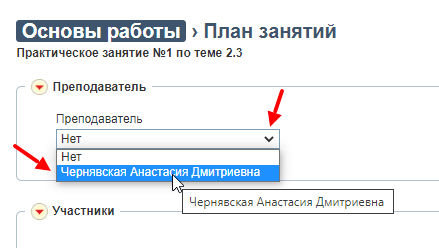 Основы работы › План занятий
Практическое занятие №1 по теме 2.3
Преподаватель
Преподаватель
Нет
Нет
Чернявская Анастасия Дмитриевна
Чернявская Анастасия Дмитриевна
Участники